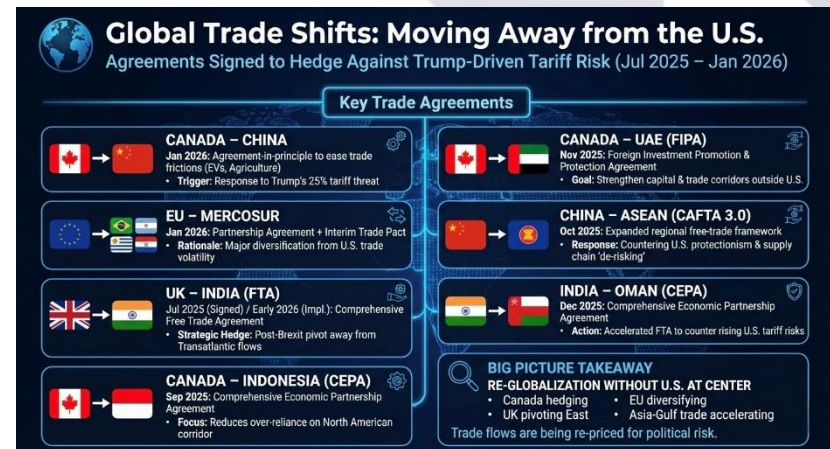 Global Trade Shifts: Moving Away from the U.S.
Agreements Signed to Hedge Against Trump-Driven Tariff Risk (Jul 2025 – Jan 2026)
Key Trade Agreements
CANADA – CHINA
Jan 2026: Agreement-in-principle to ease trade
frictions (EVs, Agriculture)
• Trigger: Response to Trump's 25% tariff threat
EU – MERCOSUR
Jan 2026: Partnership Agreement + Interim Trade Pact
• Rationale: Major diversification from U.S. trade
volatility
UK – INDIA (FTA)
Jul 2025 (Signed) / Early 2026 (Impl.): Comprehensive
Free Trade Agreement
• Strategic Hedge: Post-Brexit pivot away from
Transatlantic flows
CANADA – INDONESIA (CEPA)
Sep 2025: Comprehensive Economic Partnership
Agreement
• Focus: Reduces over-reliance on North American
corridor
CANADA – UAE (FIPA)
Nov 2025: Foreign Investment Promotion &
Protection Agreement
• Goal: Strengthen capital & trade corridors outside U.S.
CHINA – ASEAN (CAFTA 3.0)
Oct 2025: Expanded regional free-trade framework
• Response: Countering U.S. protectionism & supply
chain 'de-risking'
INDIA – OMAN (CEPA)
Dec 2025: Comprehensive Economic Partnership
Agreement
• Action: Accelerated FTA to counter rising U.S. tariff risks
BIG PICTURE TAKEAWAY
RE-GLOBALIZATION WITHOUT U.S. AT CENTER
• Canada hedging • EU diversifying
• UK pivoting East • Asia-Gulf trade accelerating
Trade flows are being re-priced for political risk.